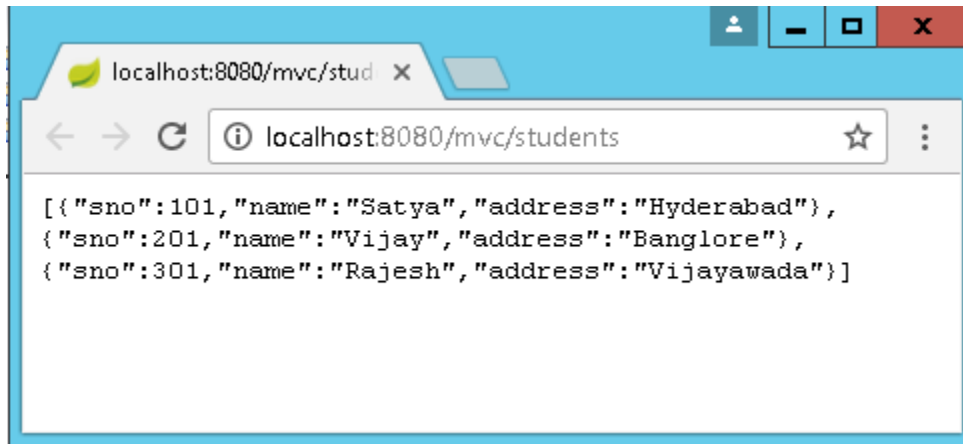 localhost:8080/mvc/stud
localhost:8080/mvc/students
[{"sno":101,"name":"Satya","address":"Hyderabad"},
{"sno":201,"name":"Vijay","address":"Banglore"},
{"sno":301,"name":"Rajesh","address":"Vijayawada"}]